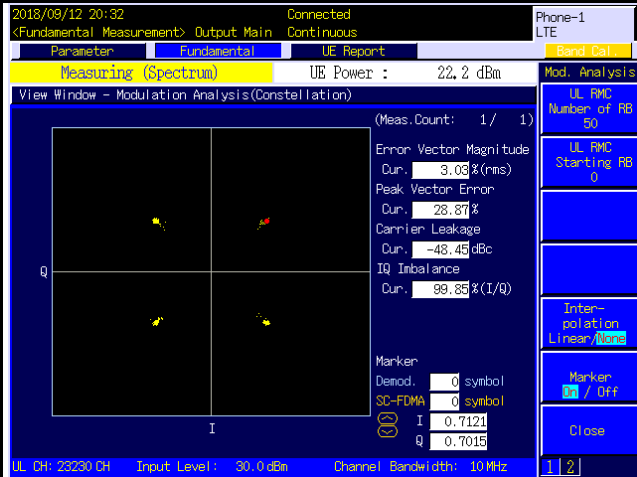 2018/09/12 20:32 Connected Phone-1
<Fundamental Measurement> Output Main Continuous LTE
Parameter Fundamental UE Report Band Cal.
Measuring (Spectrum) UE Power : 22.2 dBm Mod. Analysis
View Window - Modulation Analysis(Constellation)
UL RMC
Number of RB
50
(Meas.Count: 1/ 1)
Error Vector Magnitude
Cur. 3.03 %(rms)
UL RMC
Starting RB
0
Peak Vector Error
Cur. 28.87 %
Carrier Leakage
Cur. -48.45 dBc
IQ Imbalance
Cur. 99.85 %(I/Q)
Q
Inter-
polation
Linear/None
Marker
Demod. 0 symbol
SC-FDMA 0 symbol
I 0.7121
Q 0.7015
Marker
On / Off
I
Close
UL CH: 23230 CH Input Level: 30.0 dBm Channel Bandwidth: 10 MHz 1 2